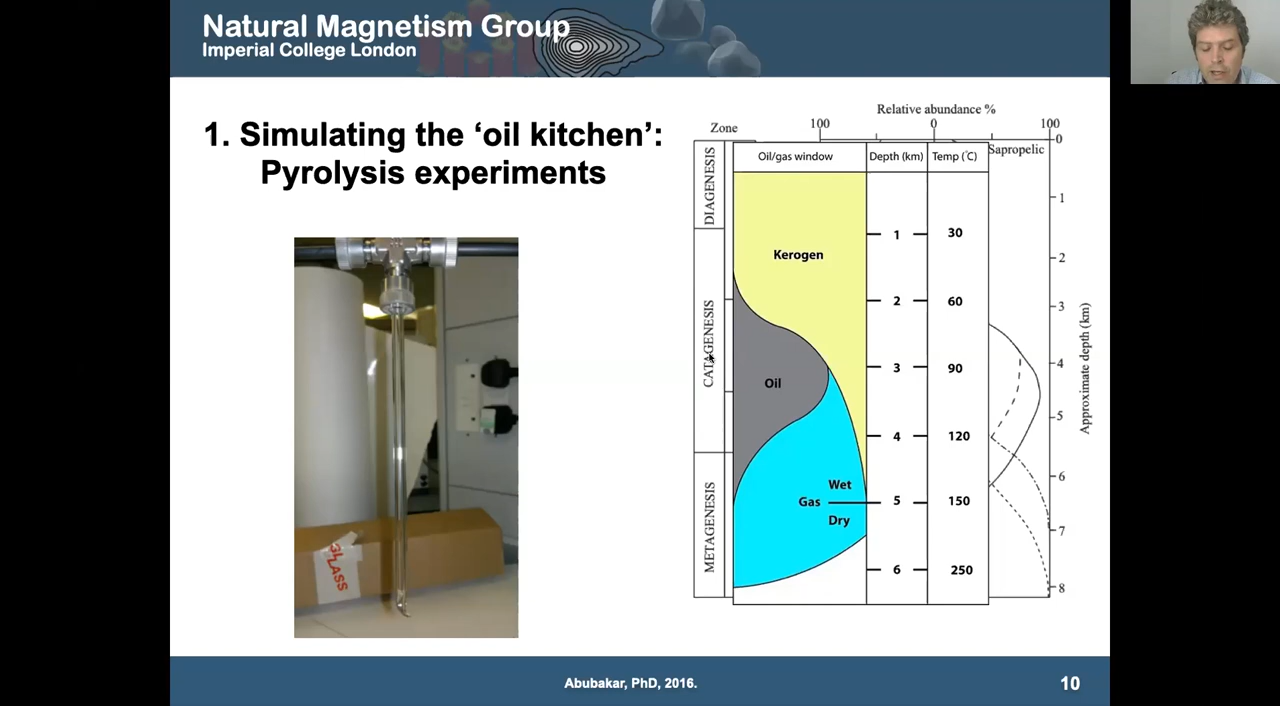 Natural Magnetism Group
Imperial College London
1. Simulating the ‘oil kitchen’:
Pyrolysis experiments
GLASS
Relative abundance %
Zone
100
0
100
Oil/gas window
Depth (km)
Temp (°C)
Sapropelic
DIAGENESIS
CATAGENESIS
METAGENESIS
Kerogen
Oil
Gas
Wet
Dry
1
2
3
4
5
6
30
60
90
120
150
250
0
1
2
3
4
5
6
7
8
Approximate depth (km)
Abubakar, PhD, 2016.
10